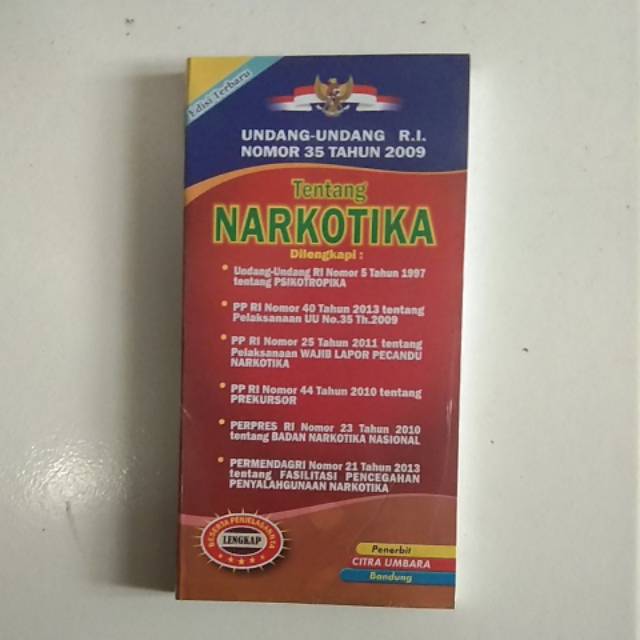 Edisi Terbaru
UNDANG-UNDANG R.I.
NOMOR 35 TAHUN 2009
Tentang
NARKOTIKA
Dilengkapi :
• Undang-Undang RI Nomor 5 Tahun 1997
tentang PSIKOTROPIKA
• PP RI Nomor 40 Tahun 2013 tentang
Pelaksanaan UU No.35 Th.2009
• PP RI Nomor 25 Tahun 2011 tentang
Pelaksanaan WAJIB LAPOR PECANDU
NARKOTIKA
• PP RI Nomor 44 Tahun 2010 tentang
PREKURSOR
• PERPRES RI Nomor 23 Tahun 2010
tentang BADAN NARKOTIKA NASIONAL
• PERMENDAGRI Nomor 21 Tahun 2013
tentang FASILITASI PENCEGAHAN
PENYALAHGUNAAN NARKOTIKA
BESERTA PENJELASANNYA
LENGKAP
Penerbit
CITRA UMBARA
Bandung